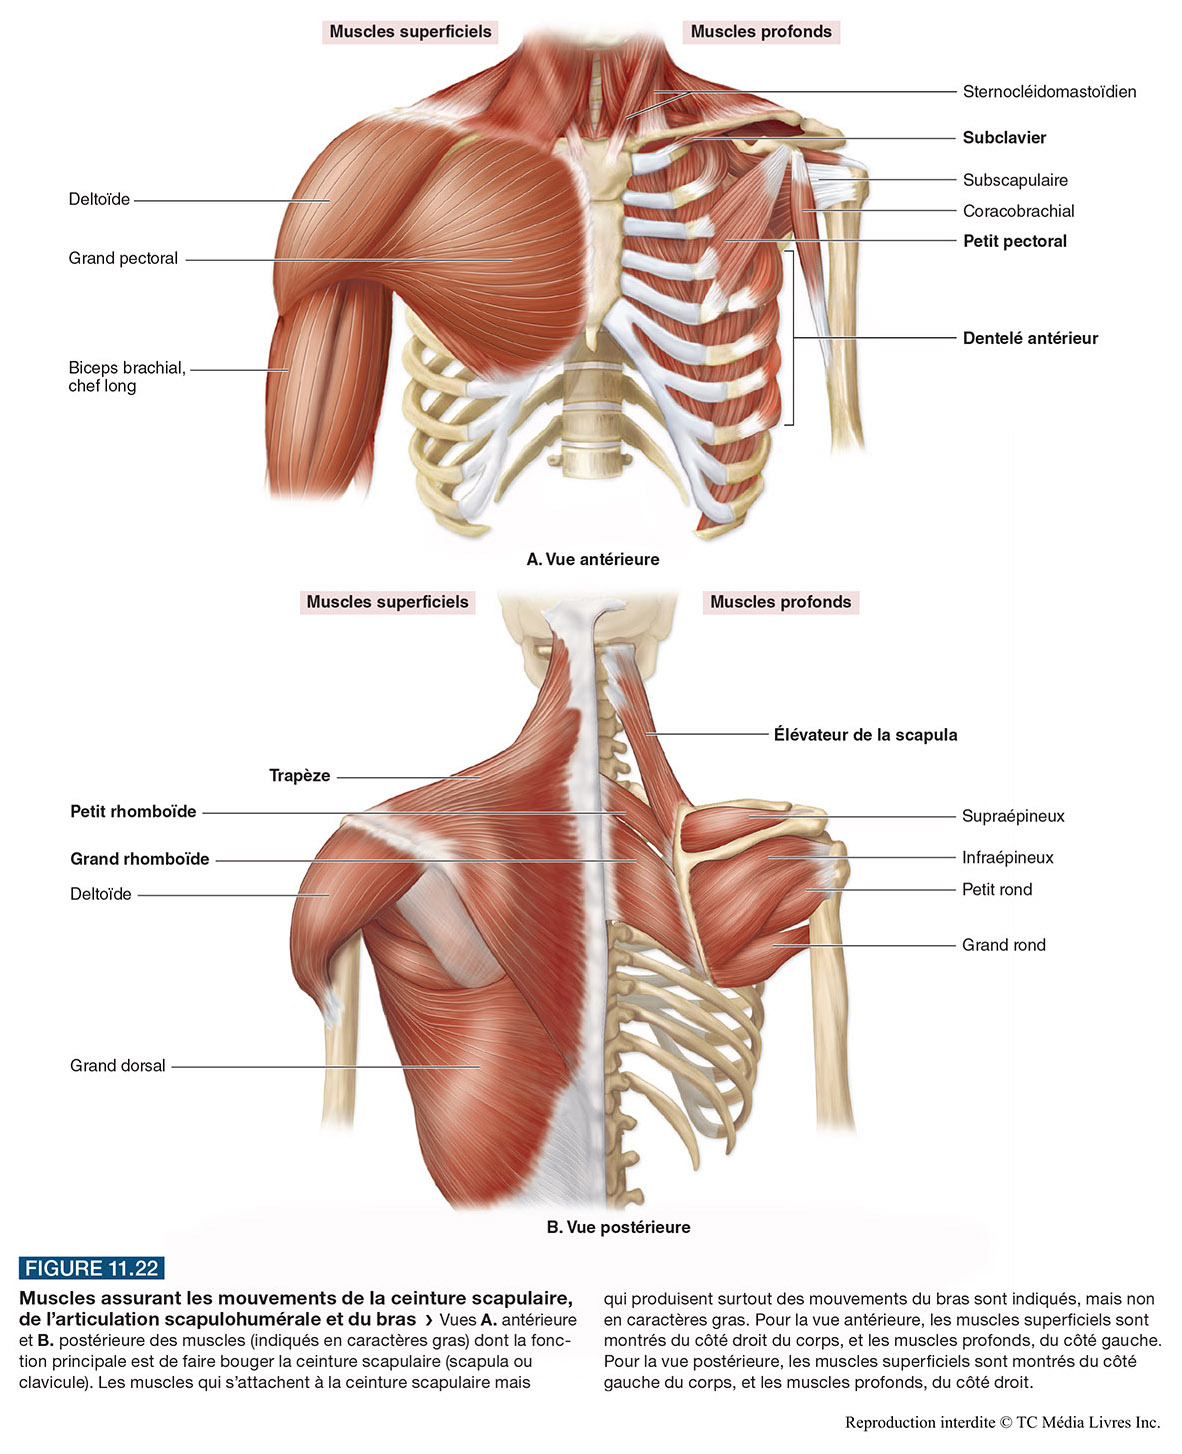 Muscles superficiels
Muscles profonds
Sternocléidomastoïdien
Subclavier
Subscapulaire
Coracobrachial
Petit pectoral
Dentelé antérieur
Deltoïde
Grand pectoral
Biceps brachial,
chef long
A. Vue antérieure
Muscles superficiels
Muscles profonds
Élévateur de la scapula
Trapèze
Petit rhomboïde
Grand rhomboïde
Deltoïde
Grand dorsal
Supraépineux
Infraépineux
Petit rond
Grand rond
B. Vue postérieure
FIGURE 11.22
Muscles assurant les mouvements de la ceinture scapulaire,
de l'articulation scapulohumérale et du bras › Vues A. antérieure
et B. postérieure des muscles (indiqués en caractères gras) dont la fonc-
tion principale est de faire bouger la ceinture scapulaire (scapula ou
clavicule). Les muscles qui s'attachent à la ceinture scapulaire mais
qui produisent surtout des mouvements du bras sont indiqués, mais non
en caractères gras. Pour la vue antérieure, les muscles superficiels sont
montrés du côté droit du corps, et les muscles profonds, du côté gauche.
Pour la vue postérieure, les muscles superficiels sont montrés du côté
gauche du corps, et les muscles profonds, du côté droit.
Reproduction interdite © TC Média Livres Inc.